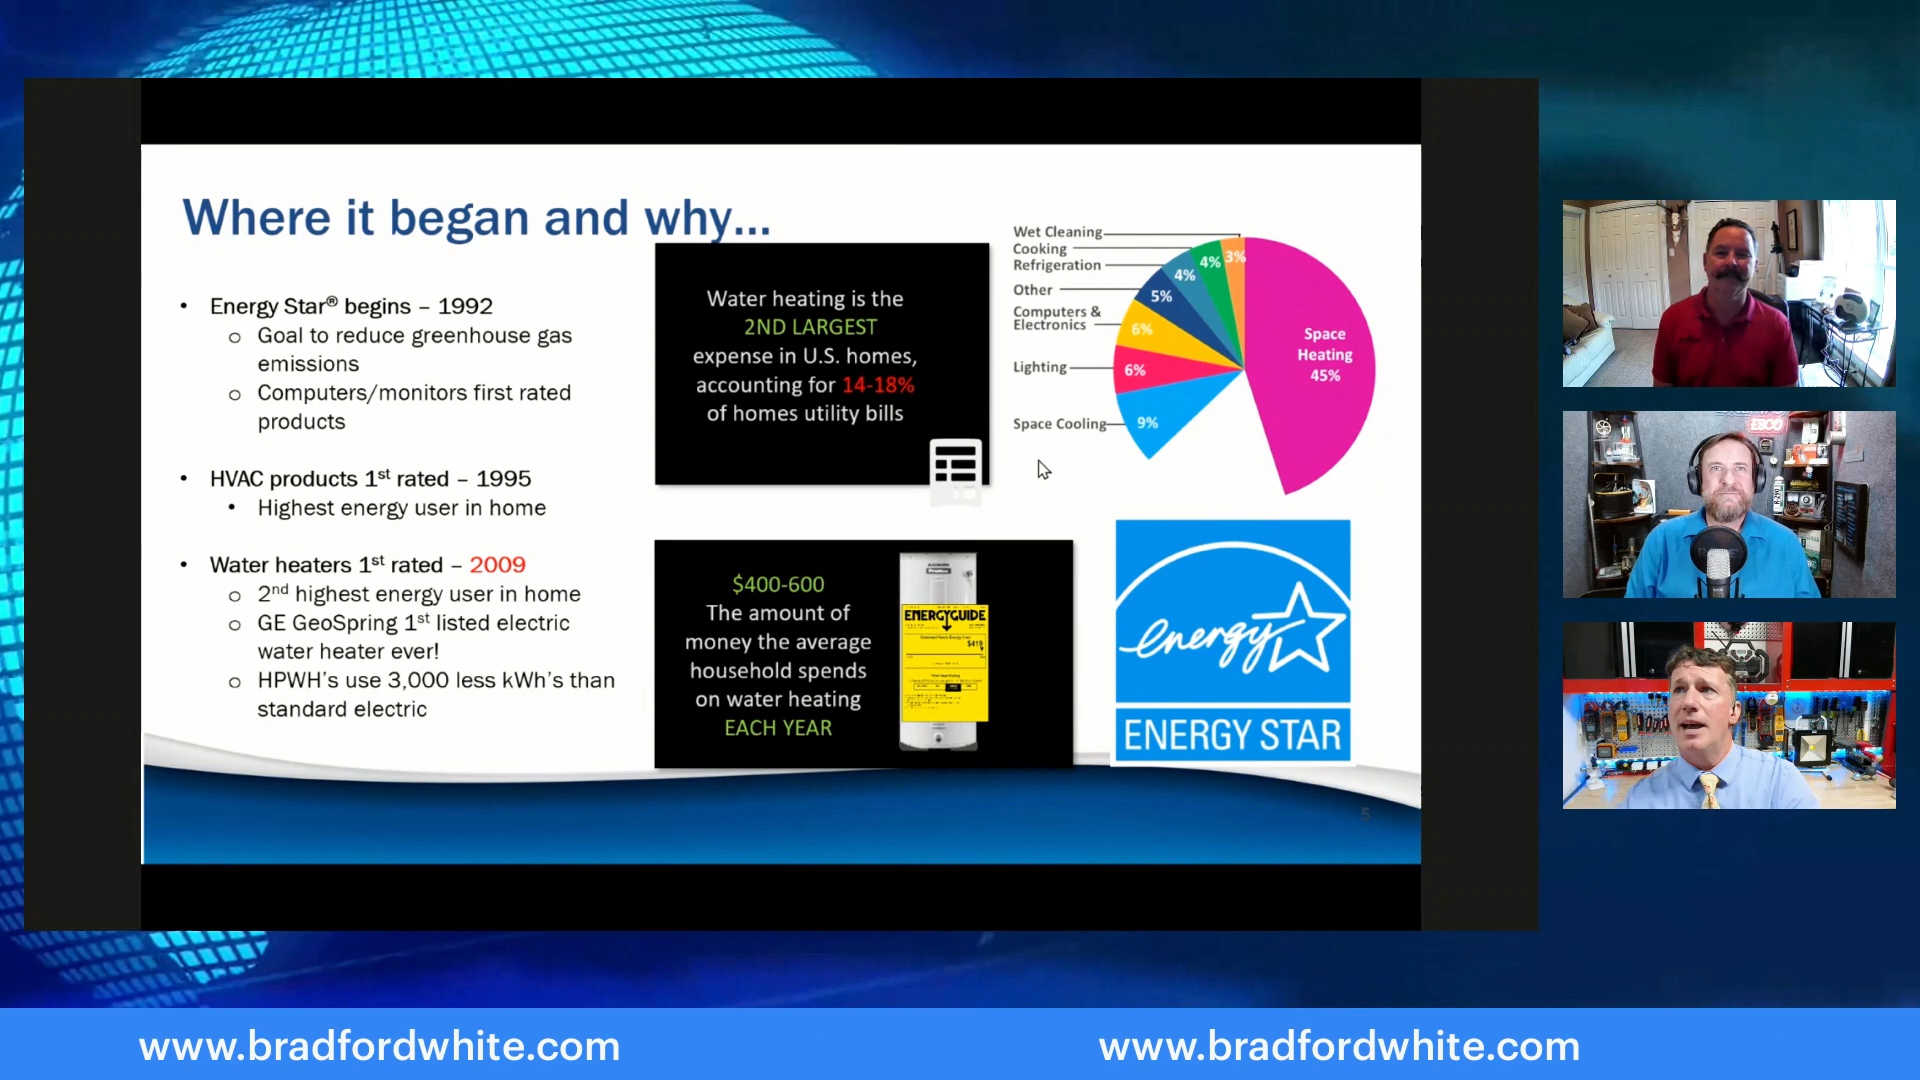 Where it began and why...
• Energy Star® begins – 1992
o Goal to reduce greenhouse gas
emissions
o Computers/monitors first rated
products
• HVAC products 1st rated – 1995
• Highest energy user in home
• Water heaters 1st rated – 2009
o 2nd highest energy user in home
o GE GeoSpring 1st listed electric
water heater ever!
o HPWH's use 3,000 less kWh's than
standard electric
Water heating is the
2ND LARGEST
expense in U.S. homes,
accounting for 14-18%
of homes utility bills
$400-600
The amount of
money the average
household spends
on water heating
EACH YEAR
ENERGYGUIDE
Wet Cleaning
Cooking
Refrigeration
Other
Computers &
Electronics
Lighting
Space Cooling
3%
4%
4%
5%
6%
6%
9%
Space
Heating
45%
energy
ENERGY STAR
5
www.bradfordwhite.com
www.bradfordwhite.com